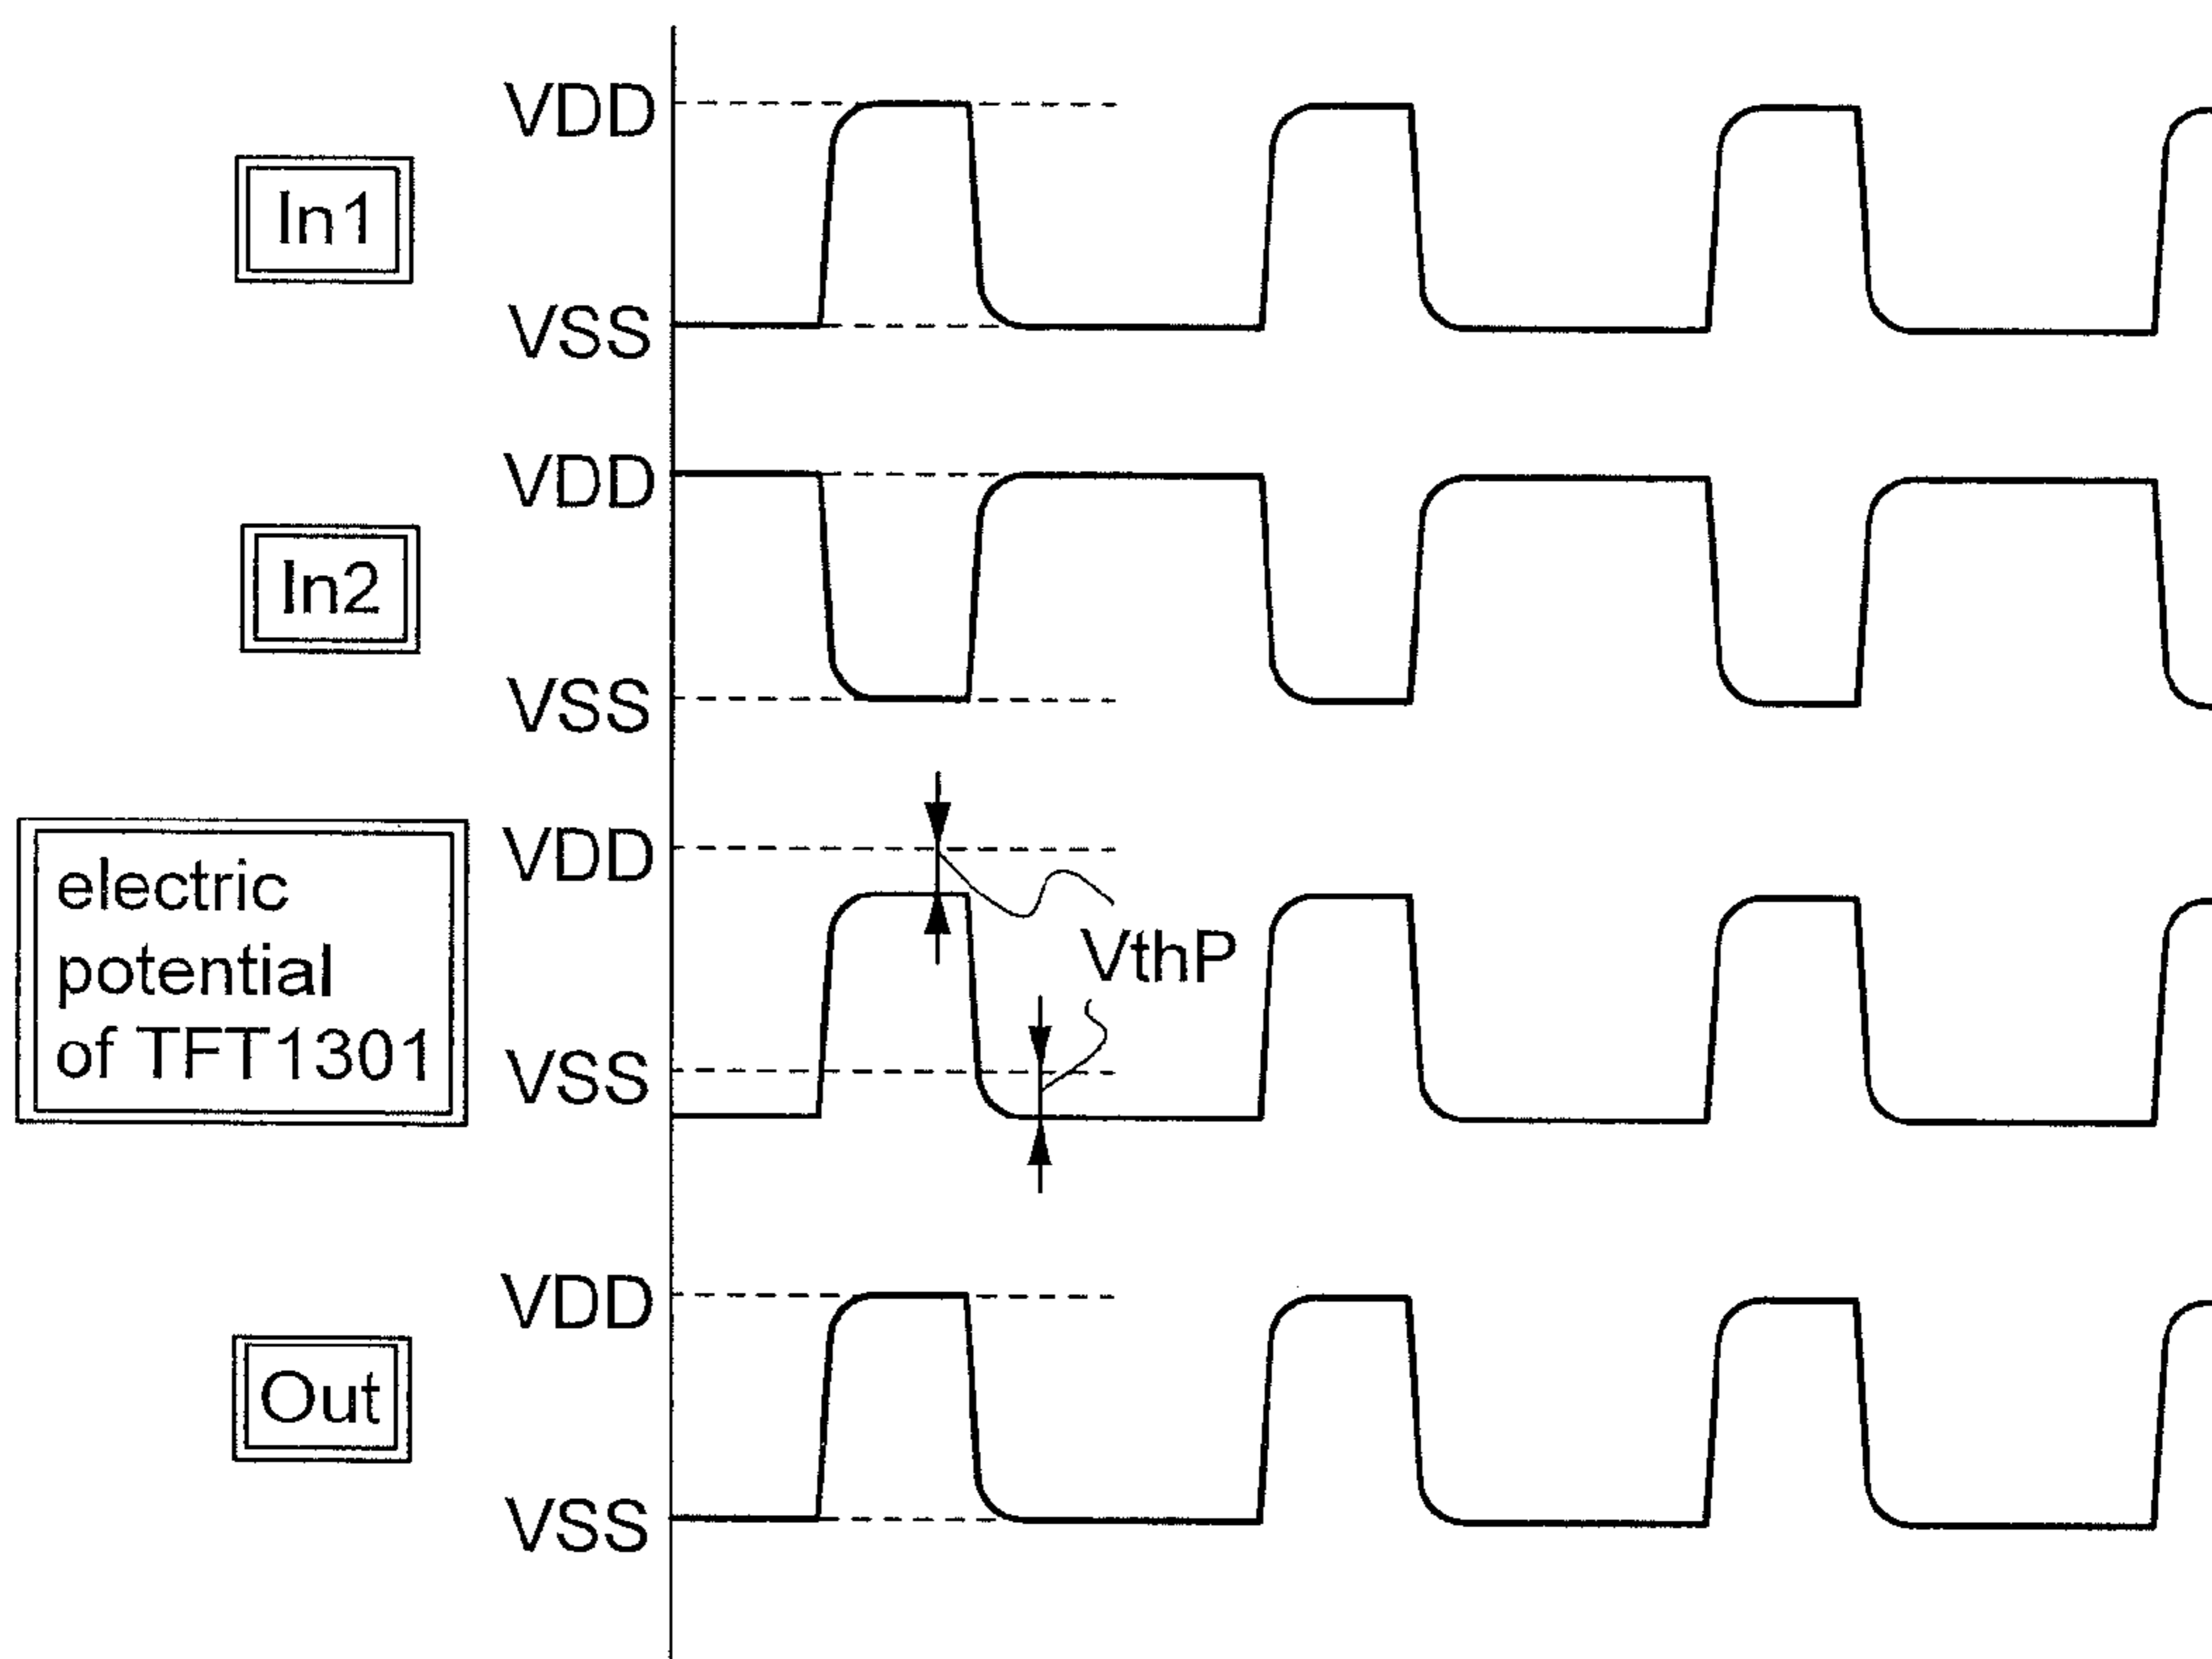 VDD
In1
VSS
VDD
In2
VSS
VDD
electric
potential
of TFT1301
VthP
VSS
VDD
Out
VSS